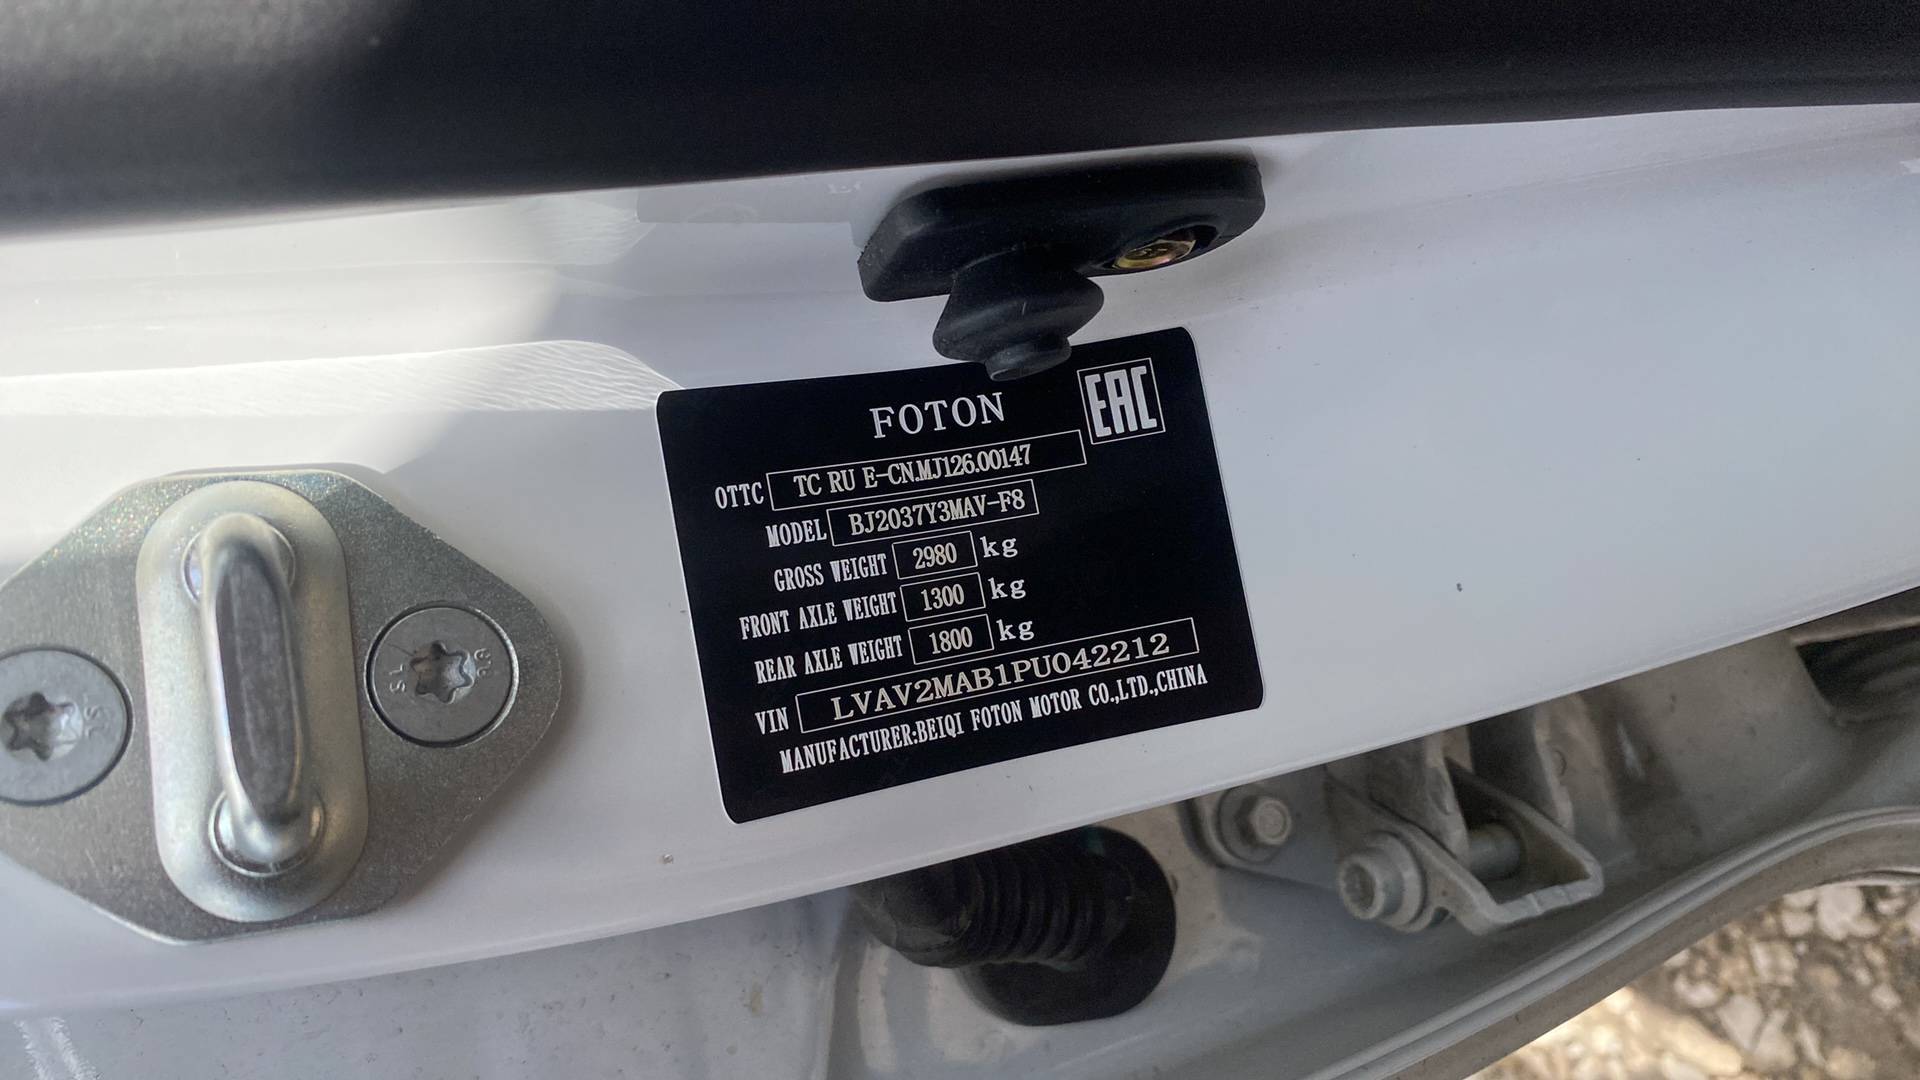 FOTON EAC
OTTC TC RU E-CN.MJ126.00147
MODEL BJ2037Y3MAV-F8
GROSS WEIGHT 2980 kg
FRONT AXLE WEIGHT 1300 kg
REAR AXLE WEIGHT 1800 kg
VIN LVAV2MAB1PU042212
MANUFACTURER:BEIQI FOTON MOTOR CO.,LTD.,CHINA